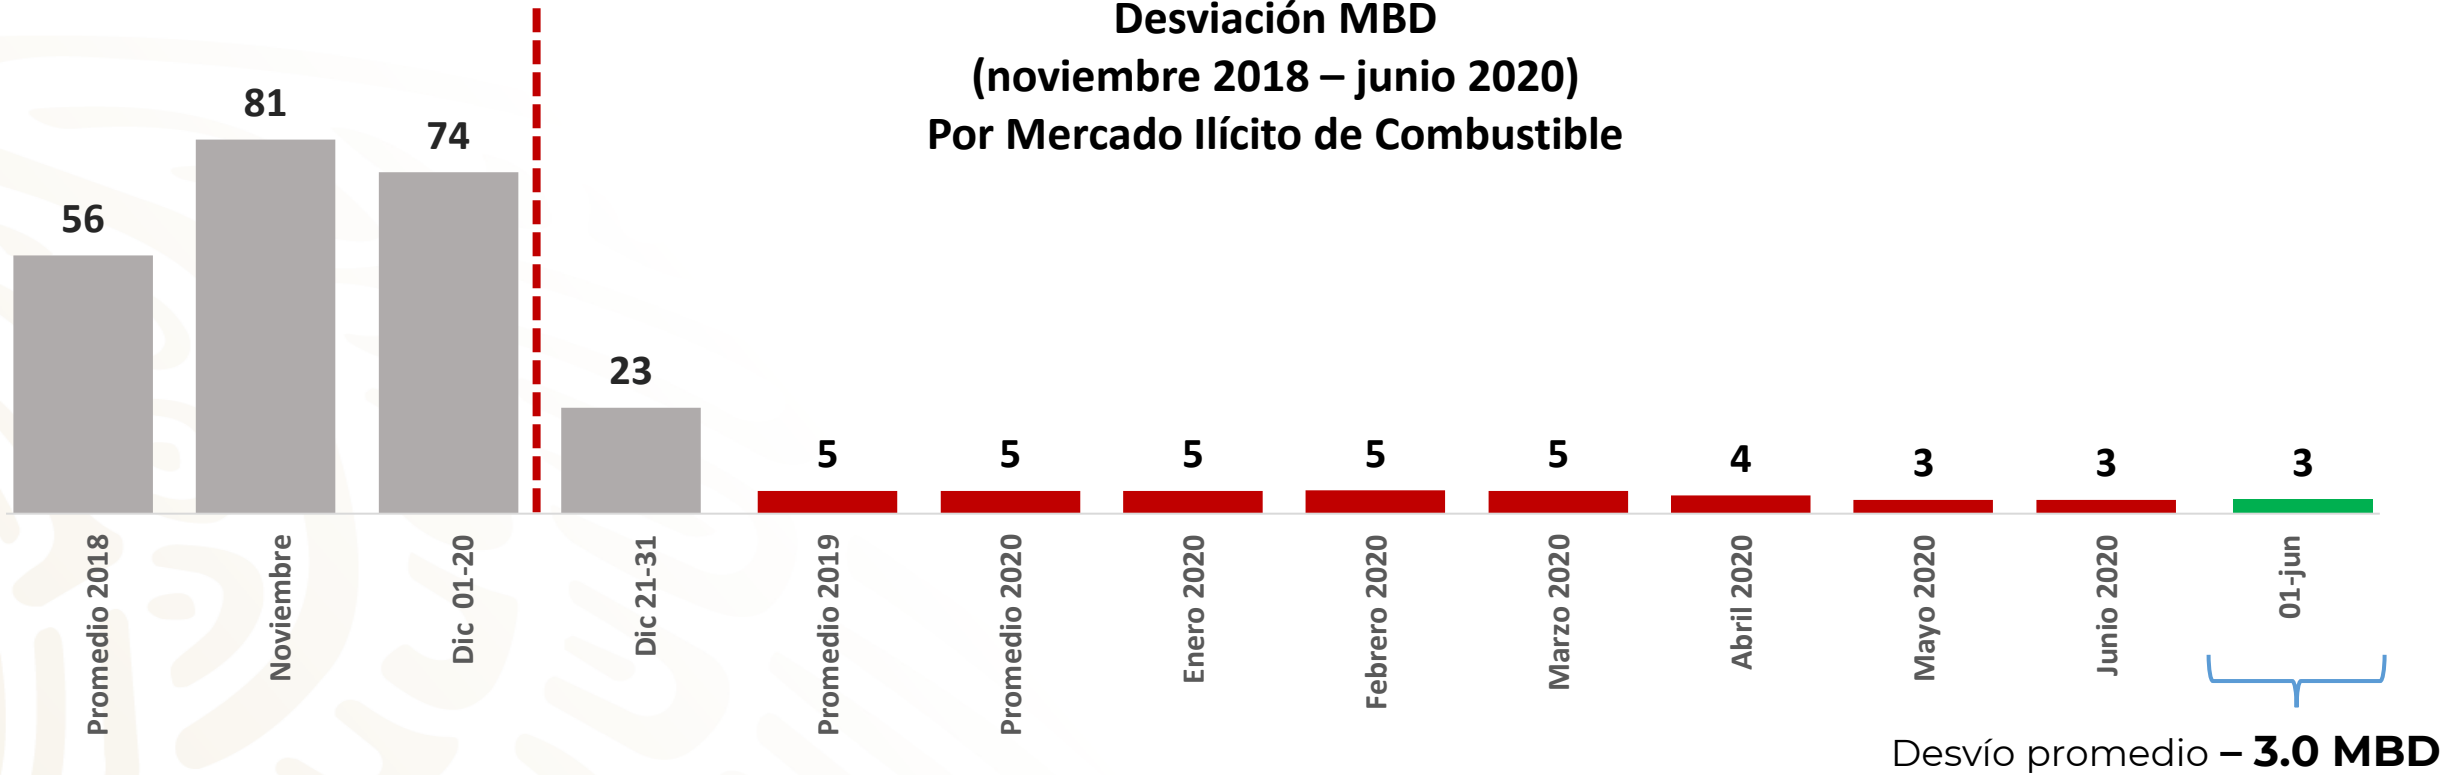 Desviación MBD
(noviembre 2018 – junio 2020)
Por Mercado Ilícito de Combustible
56
81
74
23
5
5
5
5
5
4
3
3
3
Promedio 2018
Noviembre
Dic 01-20
Dic 21-31
Promedio 2019
Promedio 2020
Enero 2020
Febrero 2020
Marzo 2020
Abril 2020
Mayo 2020
Junio 2020
01-jun
Desvío promedio – 3.0 MBD